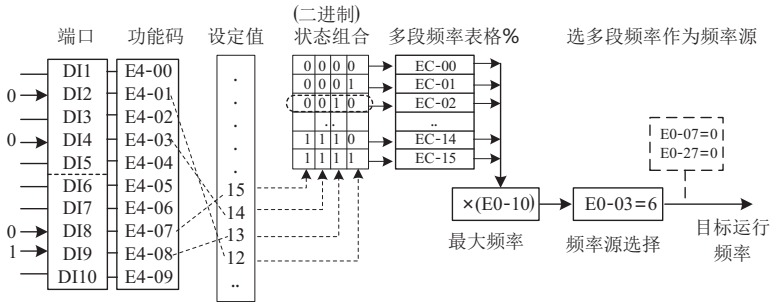 (二进制)
端口 功能码 设定值 状态组合 多段频率表格% 选多段频率作为频率源
DI1 E4-00
0 DI2 E4-01
DI3 E4-02
0 DI4 E4-03
DI5 E4-04
DI6 E4-05
DI7 E4-06
0 DI8 E4-07
1 DI9 E4-08
DI10 E4-09
.
.
.
.
15
14
13
12
..
0 0 0 0 EC-00
0 0 0 1 EC-01
0 0 1 0 EC-02
.. ..
1 1 1 0 EC-14
1 1 1 1 EC-15
×(E0-10)
最大频率
E0-03=6
频率源选择
E0-07=0
E0-27=0
目标运行
频率